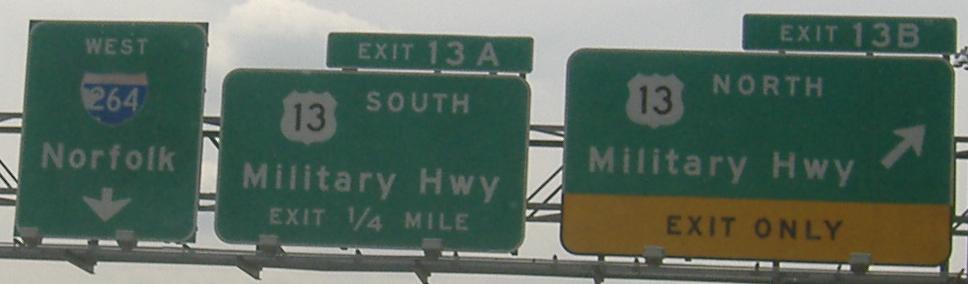 WEST
264
Norfolk
EXIT 13A
13 SOUTH
Military Hwy
EXIT 1/4 MILE
EXIT 13B
13 NORTH
Military Hwy
EXIT ONLY